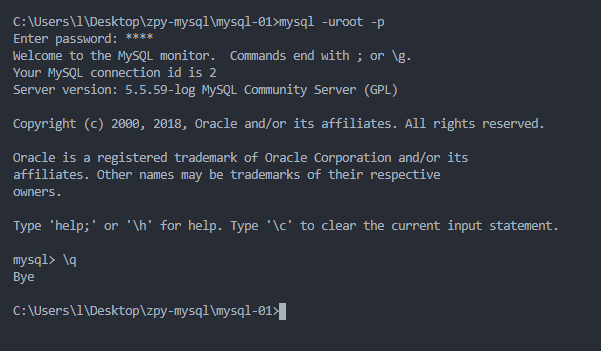 C:\Users\l\Desktop\zpy-mysql\mysql-01>mysql -uroot -p
Enter password: ****
Welcome to the MySQL monitor.  Commands end with ; or \g.
Your MySQL connection id is 2
Server version: 5.5.59-log MySQL Community Server (GPL)
Copyright (c) 2000, 2018, Oracle and/or its affiliates. All rights reserved.
Oracle is a registered trademark of Oracle Corporation and/or its
affiliates. Other names may be trademarks of their respective
owners.
Type 'help;' or '\h' for help. Type '\c' to clear the current input statement.
mysql> \q
Bye
C:\Users\l\Desktop\zpy-mysql\mysql-01>